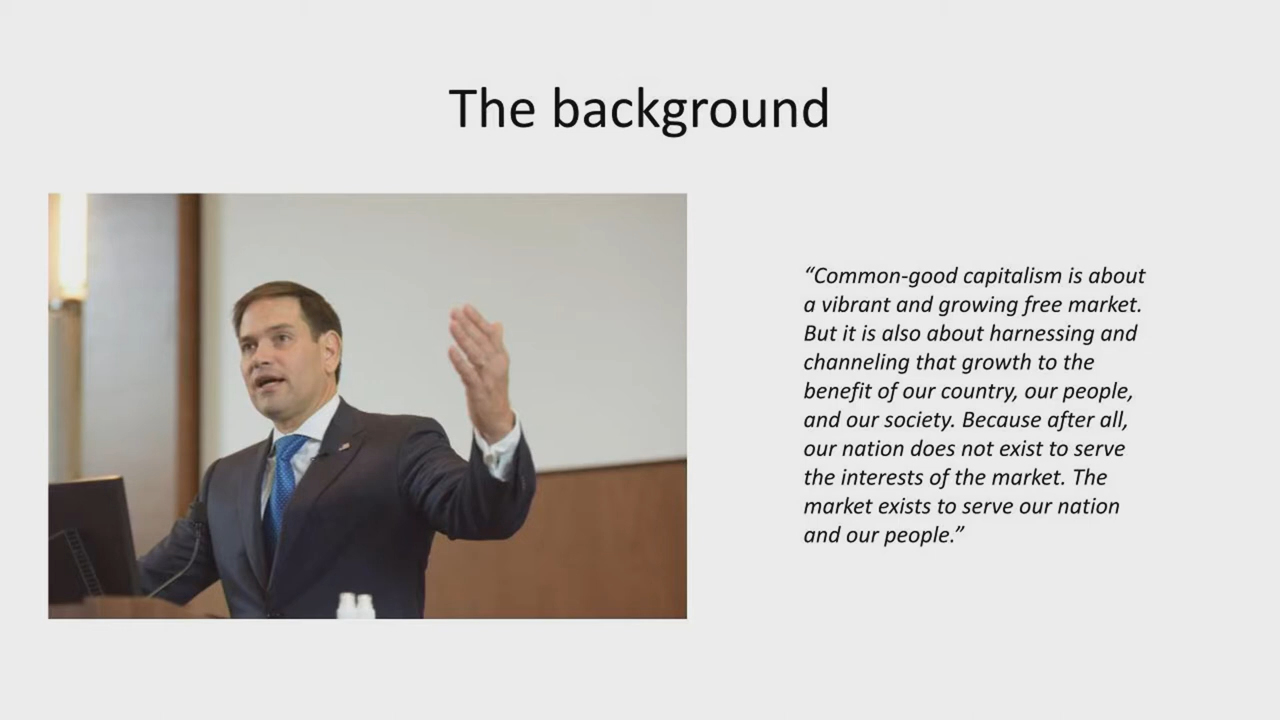 The background
“Common-good capitalism is about
a vibrant and growing free market.
But it is also about harnessing and
channeling that growth to the
benefit of our country, our people,
and our society. Because after all,
our nation does not exist to serve
the interests of the market. The
market exists to serve our nation
and our people.”